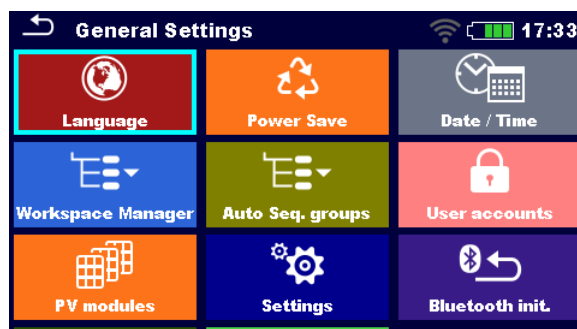 General Settings 17:33
Language Power Save Date / Time
Workspace Manager Auto Seq. groups User accounts
PV modules Settings Bluetooth init.